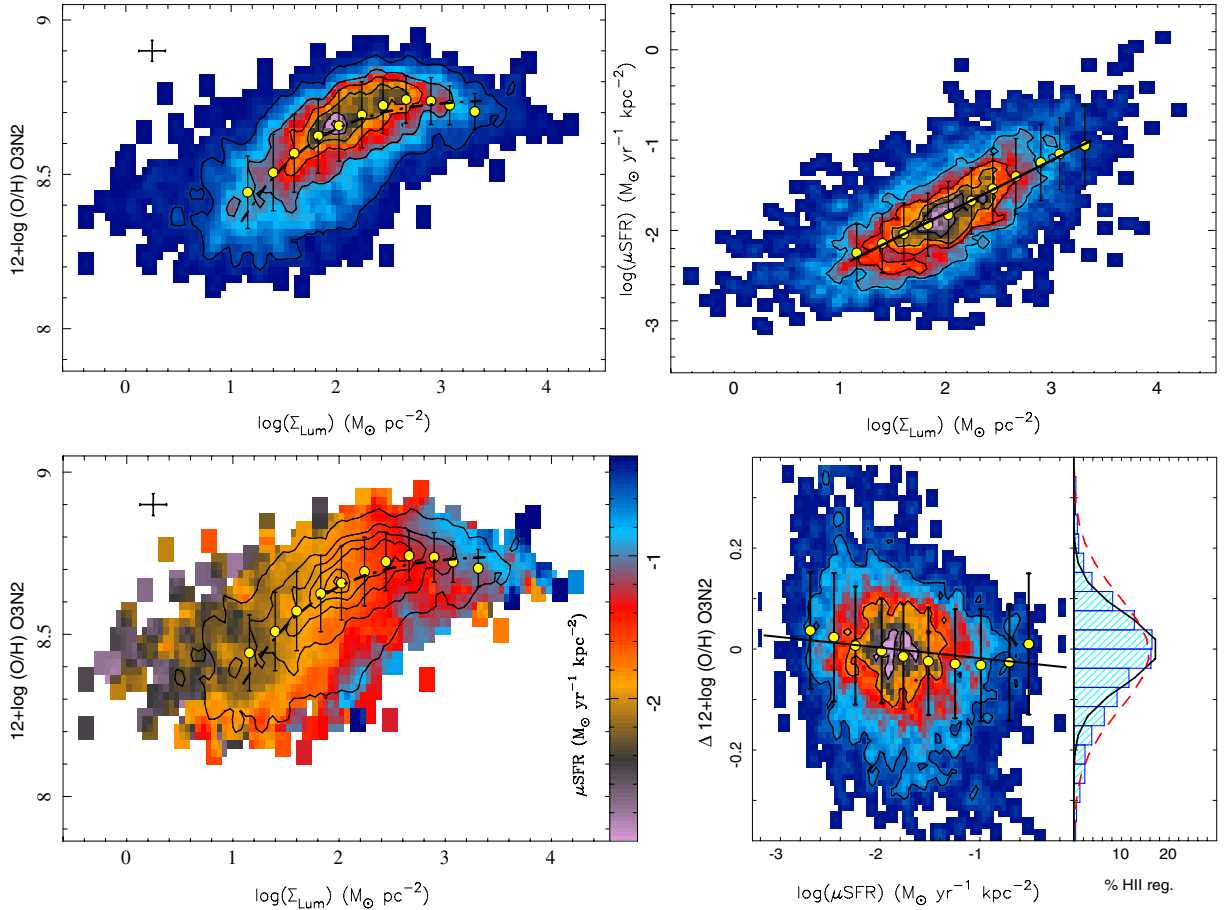 9
8.5
8
12+log (O/H) O3N2
0 1 2 3 4
log(Σ_Lum) (M_⊙ pc^−2)
0
-1
-2
-3
log(μSFR) (M_⊙ yr^−1 kpc^−2)
0 1 2 3 4
log(Σ_Lum) (M_⊙ pc^−2)
9
8.5
8
12+log (O/H) O3N2
0 1 2 3 4
log(Σ_Lum) (M_⊙ pc^−2)
-1
-2
μSFR (M_⊙ yr^−1 kpc^−2)
0.2
0
-0.2
Δ 12+log (O/H) O3N2
-3 -2 -1
log(μSFR) (M_⊙ yr^−1 kpc^−2)
10 20
% HII reg.